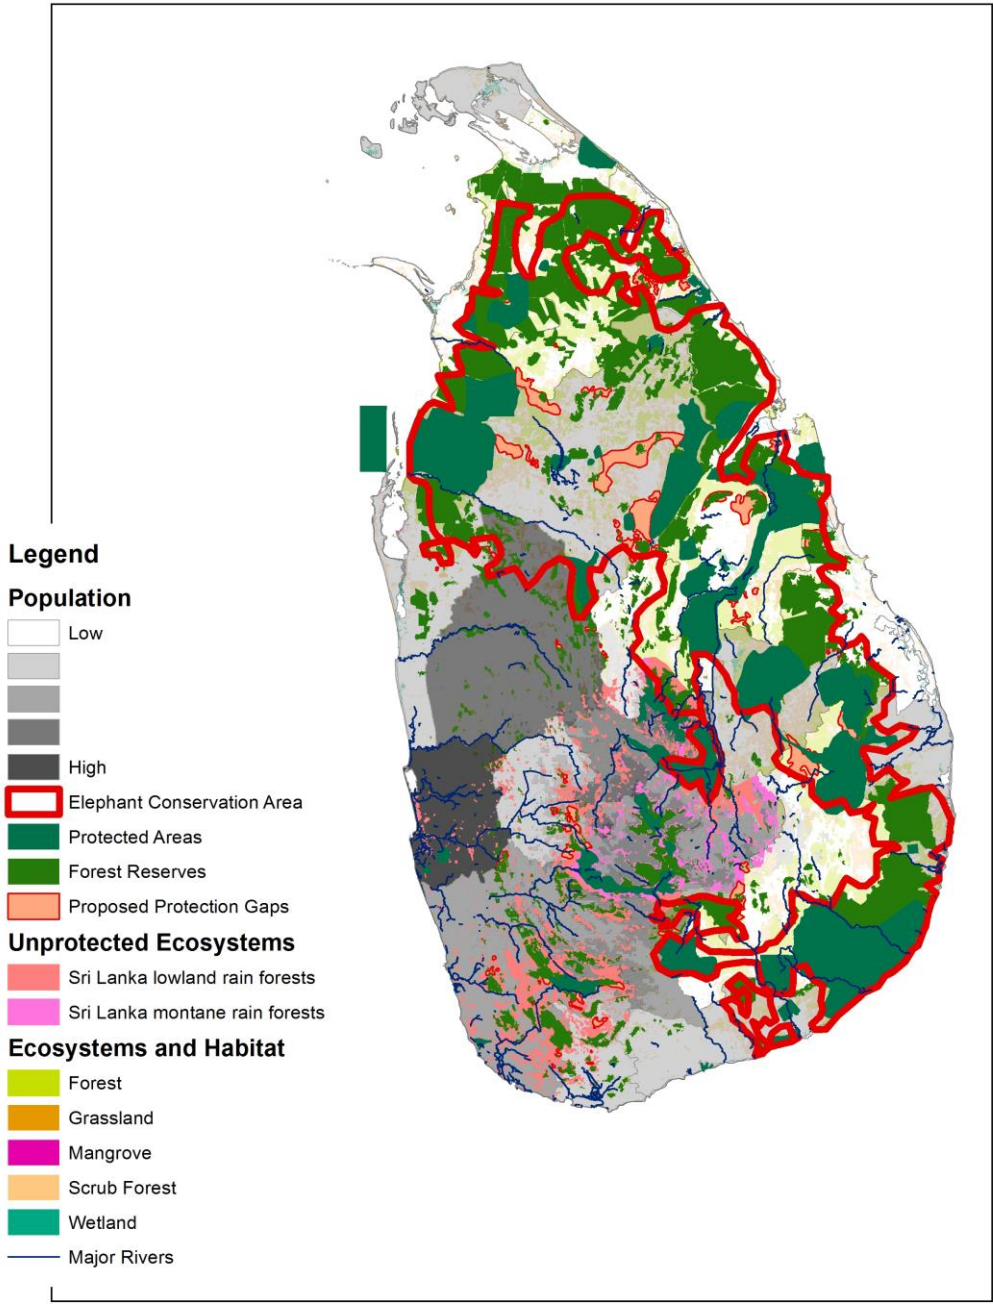 Legend
Population
Low
High
Elephant Conservation Area
Protected Areas
Forest Reserves
Proposed Protection Gaps
Unprotected Ecosystems
Sri Lanka lowland rain forests
Sri Lanka montane rain forests
Ecosystems and Habitat
Forest
Grassland
Mangrove
Scrub Forest
Wetland
Major Rivers